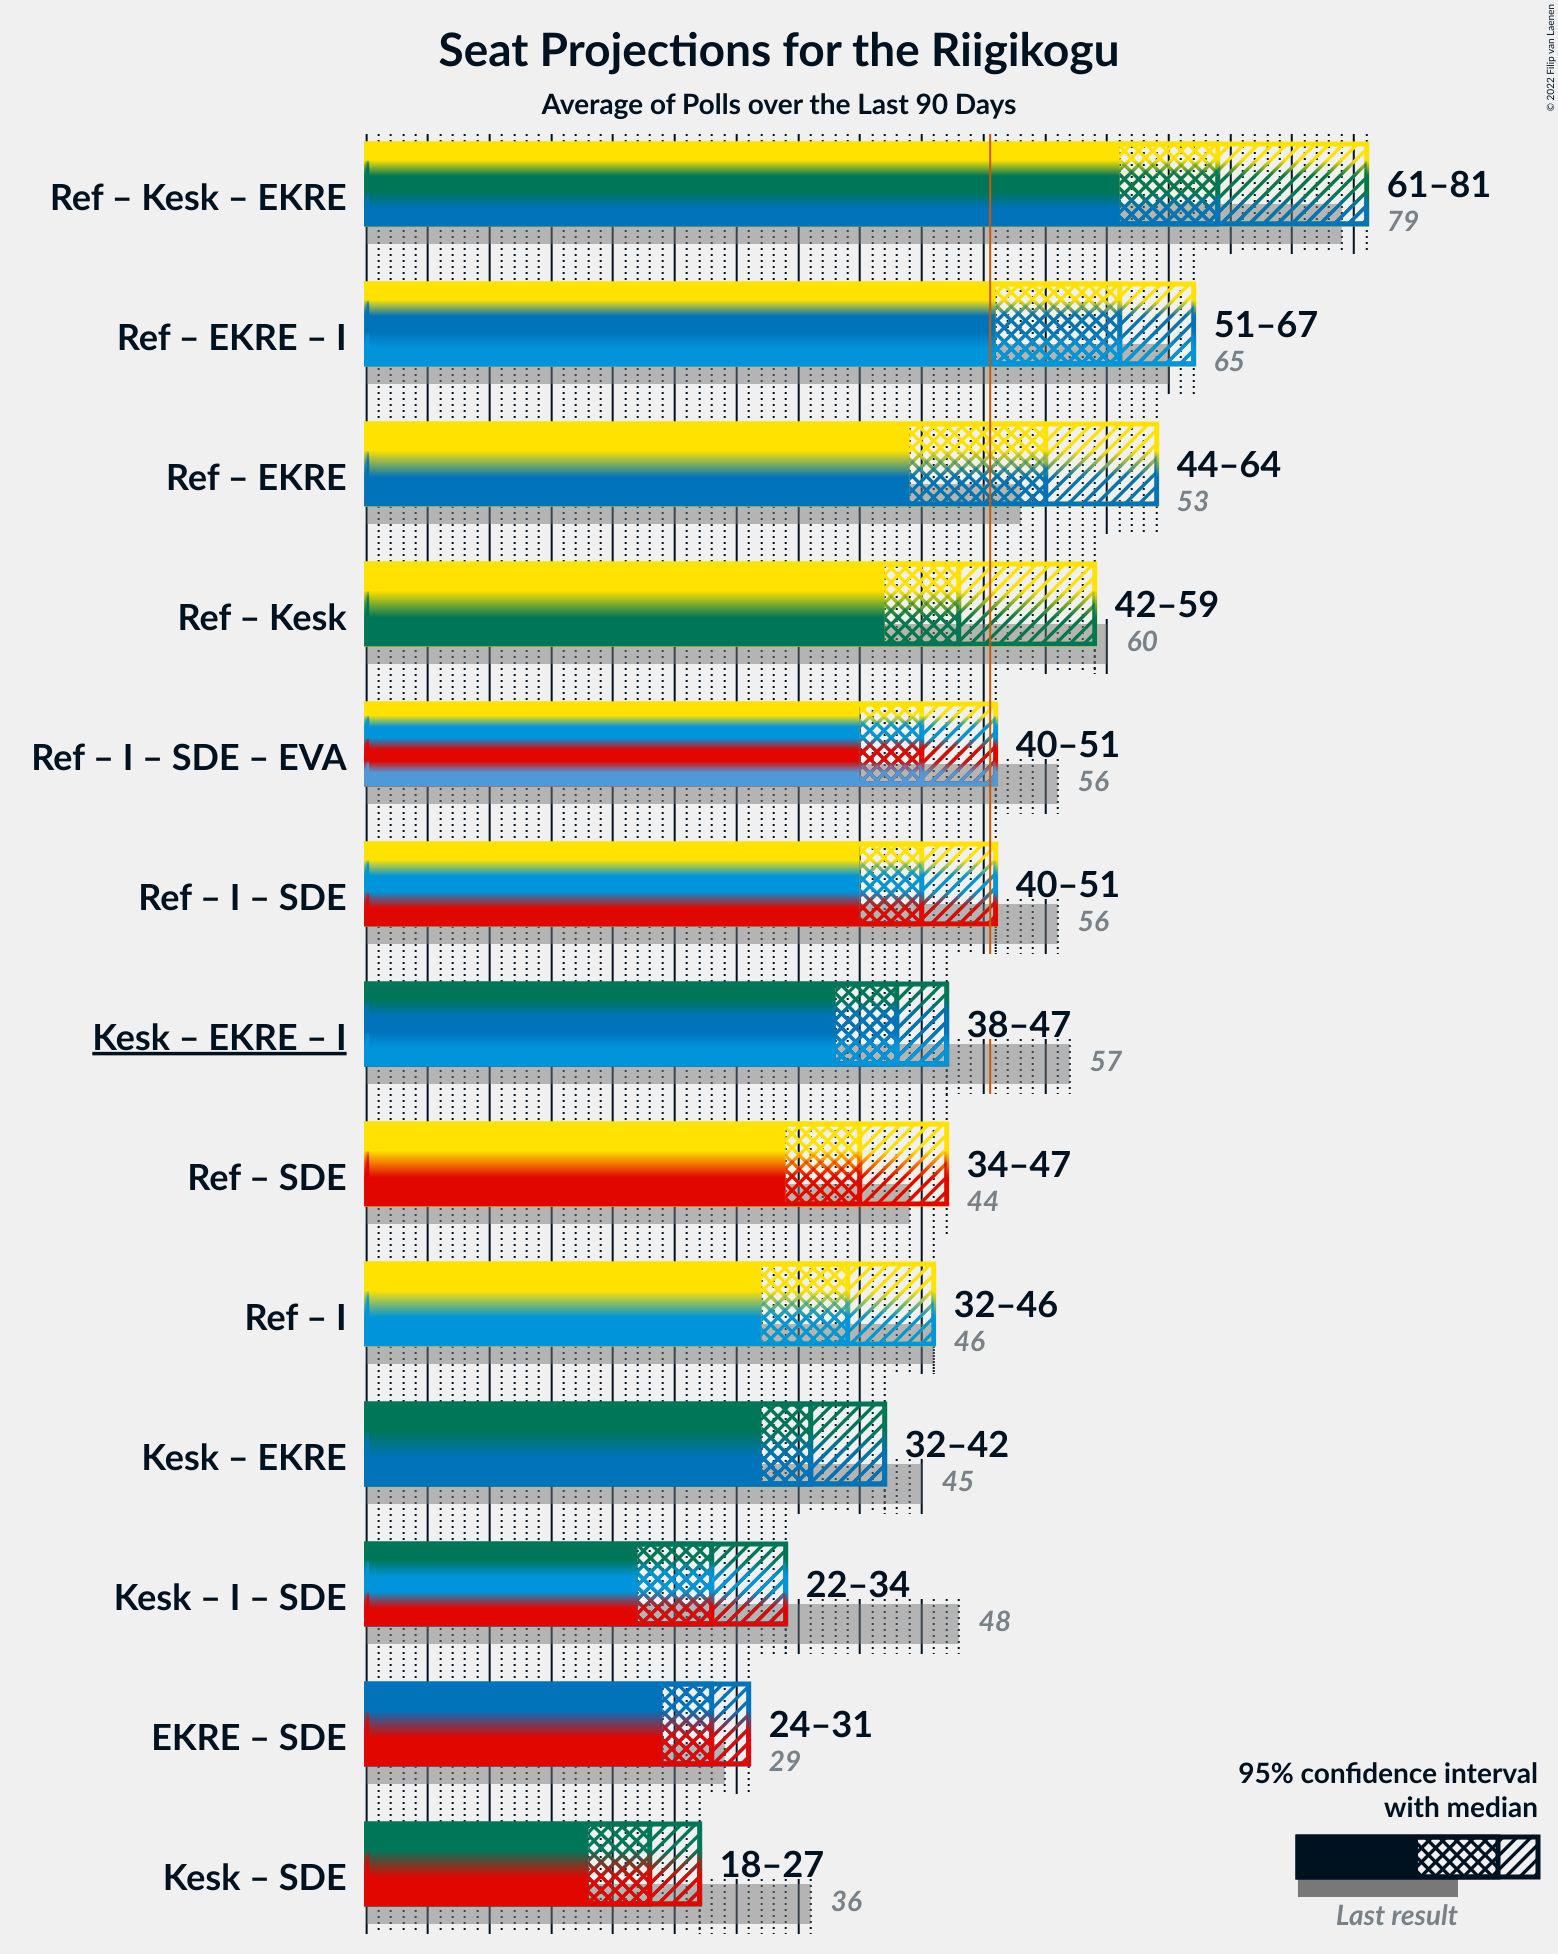 Seat Projections for the Riigikogu
Average of Polls over the Last 90 Days
© 2022 Filip van Laenen
Ref – Kesk – EKRE
61–81
79
Ref – EKRE – I
51–67
65
Ref – EKRE
44–64
53
Ref – Kesk
42–59
60
Ref – I – SDE – EVA
40–51
56
Ref – I – SDE
40–51
56
Kesk – EKRE – I
38–47
57
Ref – SDE
34–47
44
Ref – I
32–46
46
Kesk – EKRE
32–42
45
Kesk – I – SDE
22–34
48
EKRE – SDE
24–31
29
Kesk – SDE
18–27
36
95% confidence interval
with median
Last result